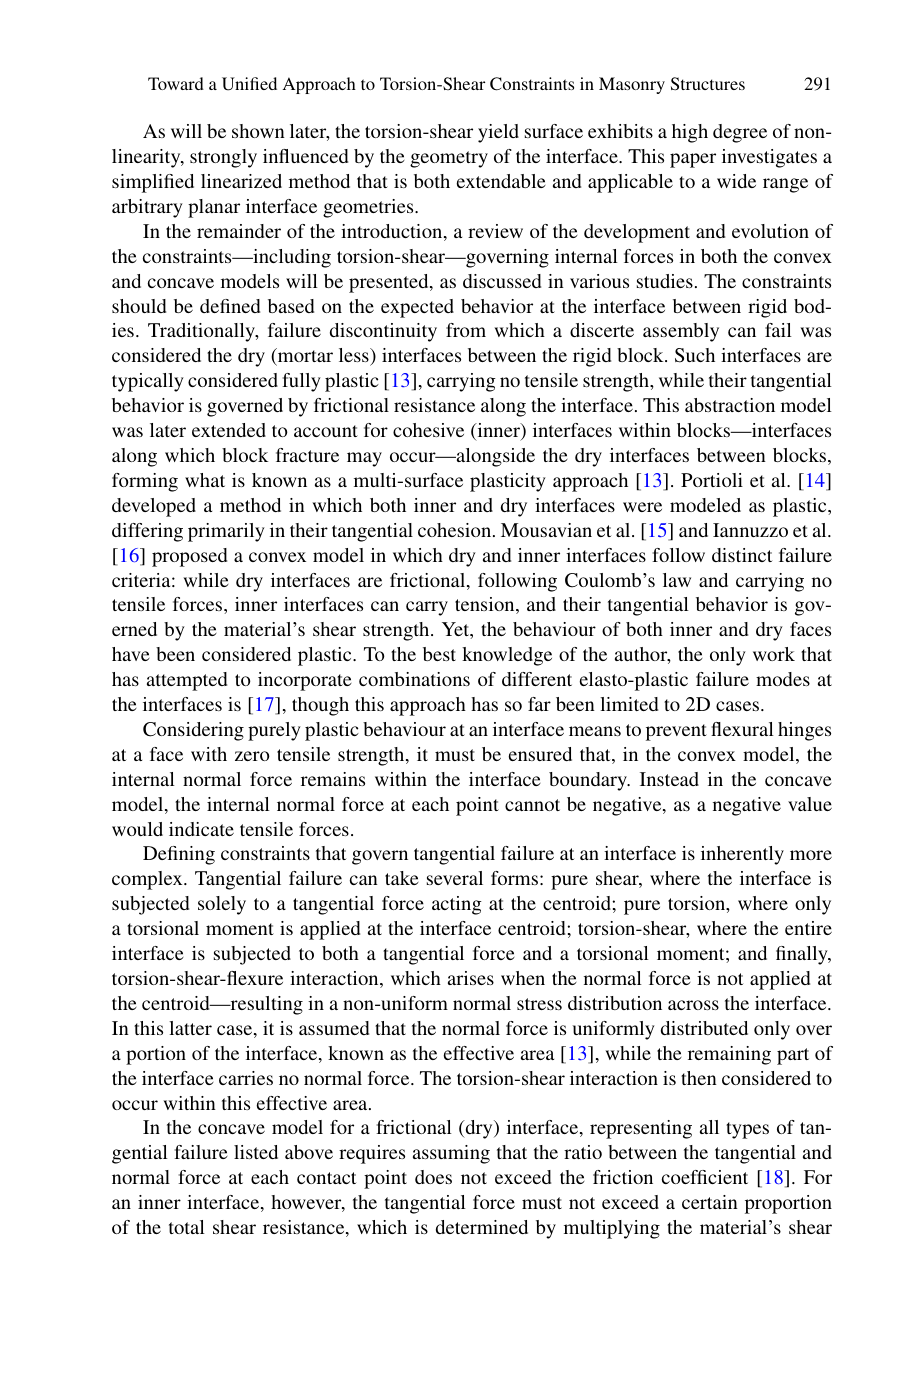 Toward a Unified Approach to Torsion-Shear Constraints in Masonry Structures 291
As will be shown later, the torsion-shear yield surface exhibits a high degree of non-
linearity, strongly influenced by the geometry of the interface. This paper investigates a
simplified linearized method that is both extendable and applicable to a wide range of
arbitrary planar interface geometries.
In the remainder of the introduction, a review of the development and evolution of
the constraints—including torsion-shear—governing internal forces in both the convex
and concave models will be presented, as discussed in various studies. The constraints
should be defined based on the expected behavior at the interface between rigid bod-
ies. Traditionally, failure discontinuity from which a discerte assembly can fail was
considered the dry (mortar less) interfaces between the rigid block. Such interfaces are
typically considered fully plastic [13], carrying no tensile strength, while their tangential
behavior is governed by frictional resistance along the interface. This abstraction model
was later extended to account for cohesive (inner) interfaces within blocks—interfaces
along which block fracture may occur—alongside the dry interfaces between blocks,
forming what is known as a multi-surface plasticity approach [13]. Portioli et al. [14]
developed a method in which both inner and dry interfaces were modeled as plastic,
differing primarily in their tangential cohesion. Mousavian et al. [15] and Iannuzzo et al.
[16] proposed a convex model in which dry and inner interfaces follow distinct failure
criteria: while dry interfaces are frictional, following Coulomb's law and carrying no
tensile forces, inner interfaces can carry tension, and their tangential behavior is gov-
erned by the material's shear strength. Yet, the behaviour of both inner and dry faces
have been considered plastic. To the best knowledge of the author, the only work that
has attempted to incorporate combinations of different elasto-plastic failure modes at
the interfaces is [17], though this approach has so far been limited to 2D cases.
Considering purely plastic behaviour at an interface means to prevent flexural hinges
at a face with zero tensile strength, it must be ensured that, in the convex model, the
internal normal force remains within the interface boundary. Instead in the concave
model, the internal normal force at each point cannot be negative, as a negative value
would indicate tensile forces.
Defining constraints that govern tangential failure at an interface is inherently more
complex. Tangential failure can take several forms: pure shear, where the interface is
subjected solely to a tangential force acting at the centroid; pure torsion, where only
a torsional moment is applied at the interface centroid; torsion-shear, where the entire
interface is subjected to both a tangential force and a torsional moment; and finally,
torsion-shear-flexure interaction, which arises when the normal force is not applied at
the centroid—resulting in a non-uniform normal stress distribution across the interface.
In this latter case, it is assumed that the normal force is uniformly distributed only over
a portion of the interface, known as the effective area [13], while the remaining part of
the interface carries no normal force. The torsion-shear interaction is then considered to
occur within this effective area.
In the concave model for a frictional (dry) interface, representing all types of tan-
gential failure listed above requires assuming that the ratio between the tangential and
normal force at each contact point does not exceed the friction coefficient [18]. For
an inner interface, however, the tangential force must not exceed a certain proportion
of the total shear resistance, which is determined by multiplying the material's shear